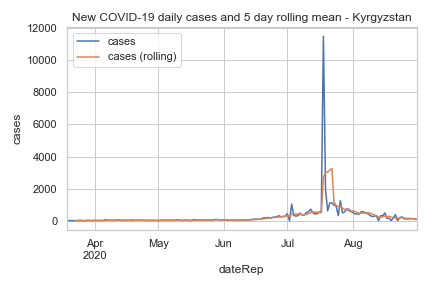 New COVID-19 daily cases and 5 day rolling mean - Kyrgyzstan
12000
10000
8000
6000
4000
2000
0
cases
cases (rolling)
cases
Apr
2020
May
Jun
Jul
Aug
dateRep